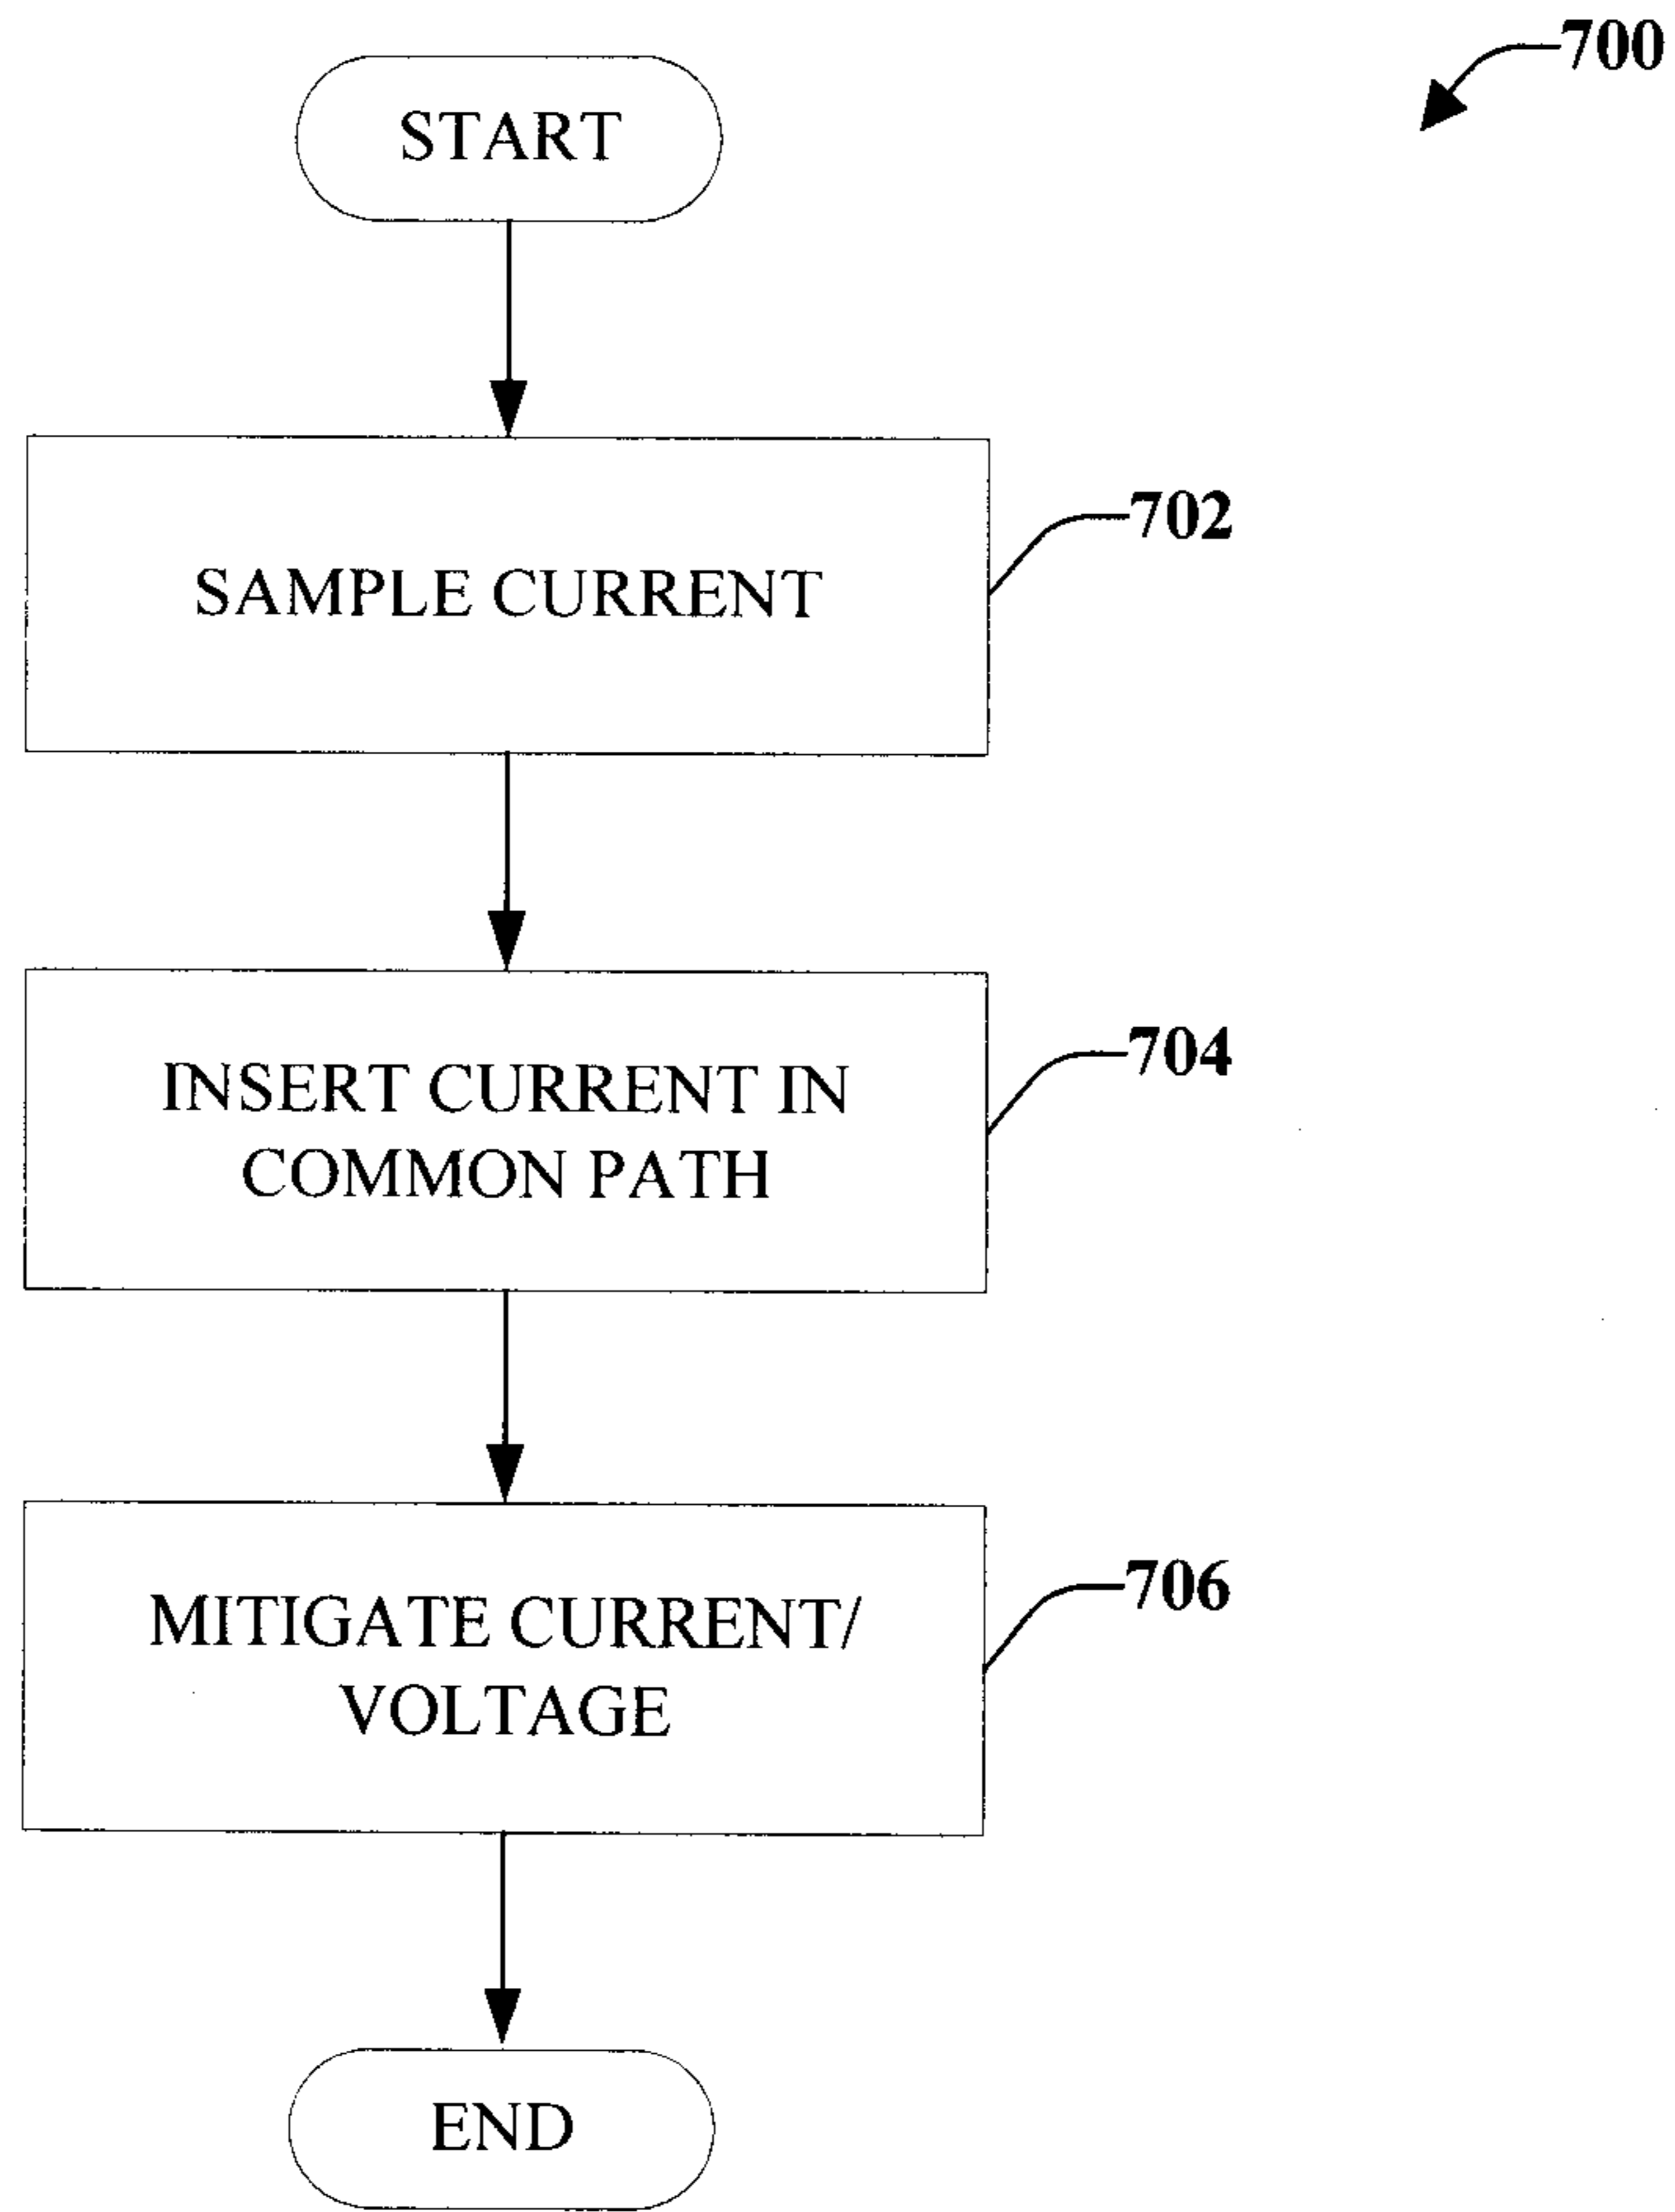 700
START
SAMPLE CURRENT
702
INSERT CURRENT IN
COMMON PATH
704
MITIGATE CURRENT/
VOLTAGE
706
END